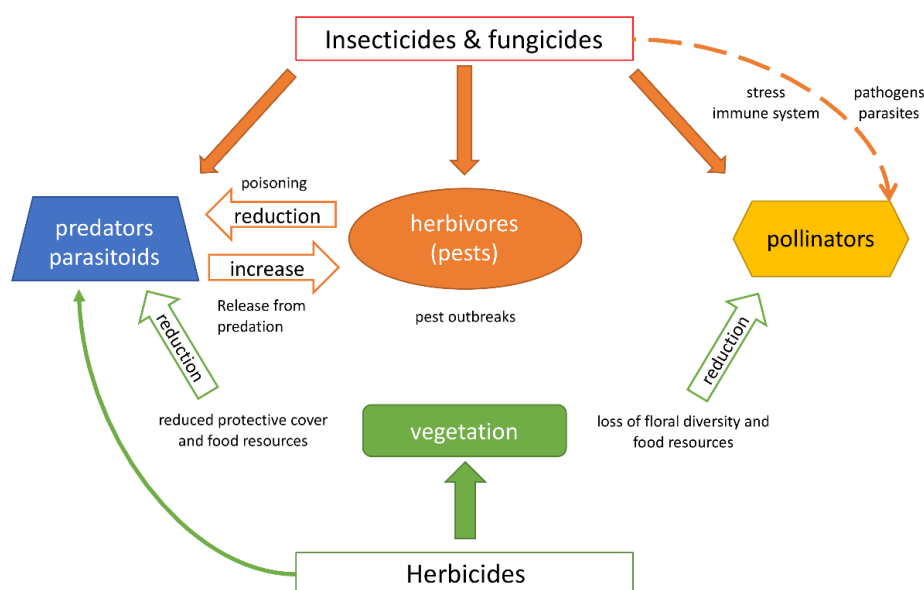 Insecticides & fungicides
stress
immune system
pathogens
parasites
poisoning
reduction
predators
parasitoids
herbivores
(pests)
pollinators
increase
Release from
predation
pest outbreaks
reduction
reduction
reduced protective cover
and food resources
vegetation
loss of floral diversity and
food resources
Herbicides